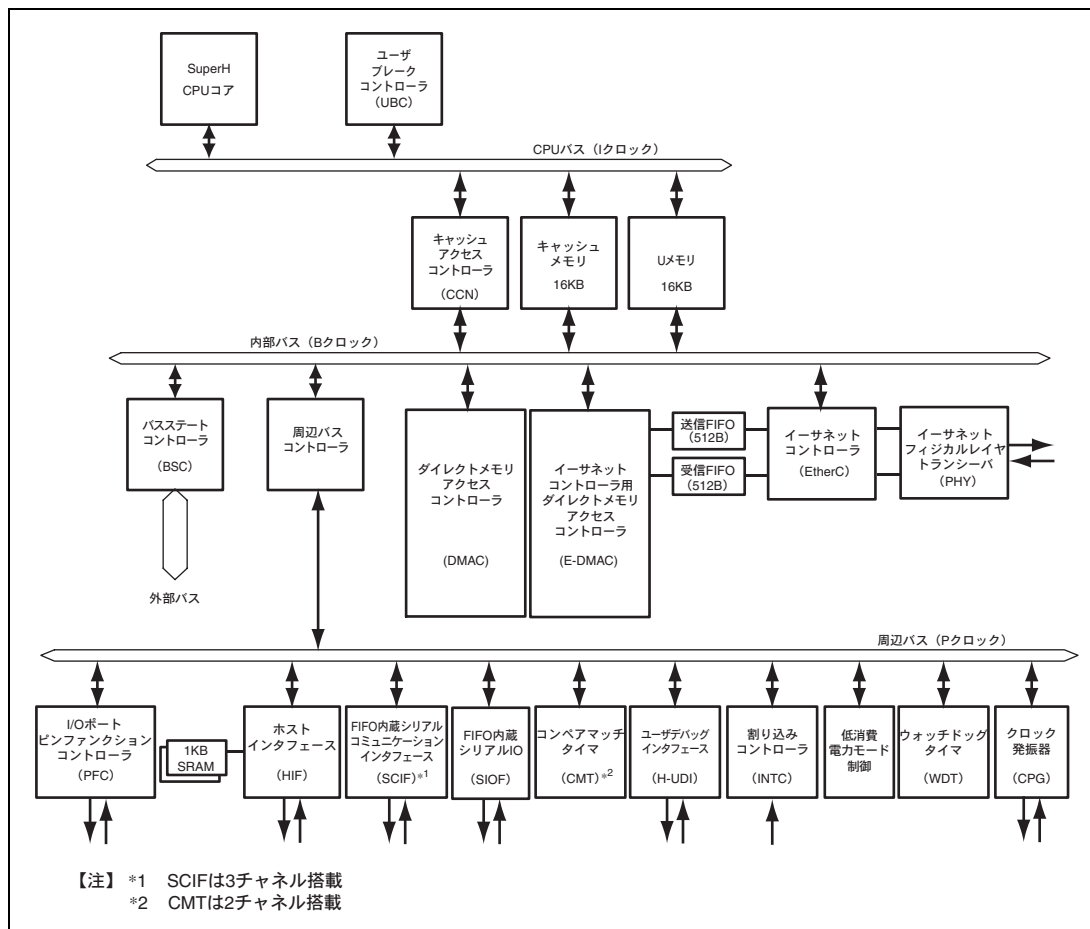 SuperH
CPUコア
ユーザ
ブレーク
コントローラ
（UBC）
CPUバス（Iクロック）
キャッシュ
アクセス
コントローラ
（CCN）
キャッシュ
メモリ
16KB
Uメモリ
16KB
内部バス（Bクロック）
バスステート
コントローラ
（BSC）
周辺バス
コントローラ
ダイレクトメモリ
アクセス
コントローラ
(DMAC)
イーサネット
コントローラ用
ダイレクトメモリ
アクセス
コントローラ
(E-DMAC)
送信FIFO
（512B）
受信FIFO
（512B）
イーサネット
コントローラ
（EtherC）
イーサネット
フィジカルレイヤ
トランシーバ
（PHY）
外部バス
周辺バス（Pクロック）
I/Oポート
ピンファンクション
コントローラ
（PFC）
1KB
SRAM
ホスト
インタフェース
（HIF）
FIFO内蔵シリアル
コミュニケーション
インタフェース
（SCIF）*1
FIFO内蔵
シリアルIO
（SIOF）
コンペアマッチ
タイマ
（CMT）*2
ユーザデバッグ
インタフェース
（H-UDI）
割り込み
コントローラ
（INTC）
低消費
電力モード
制御
ウォッチドッグ
タイマ
（WDT）
クロック
発振器
（CPG）
【注】 *1 SCIFは3チャネル搭載
*2 CMTは2チャネル搭載